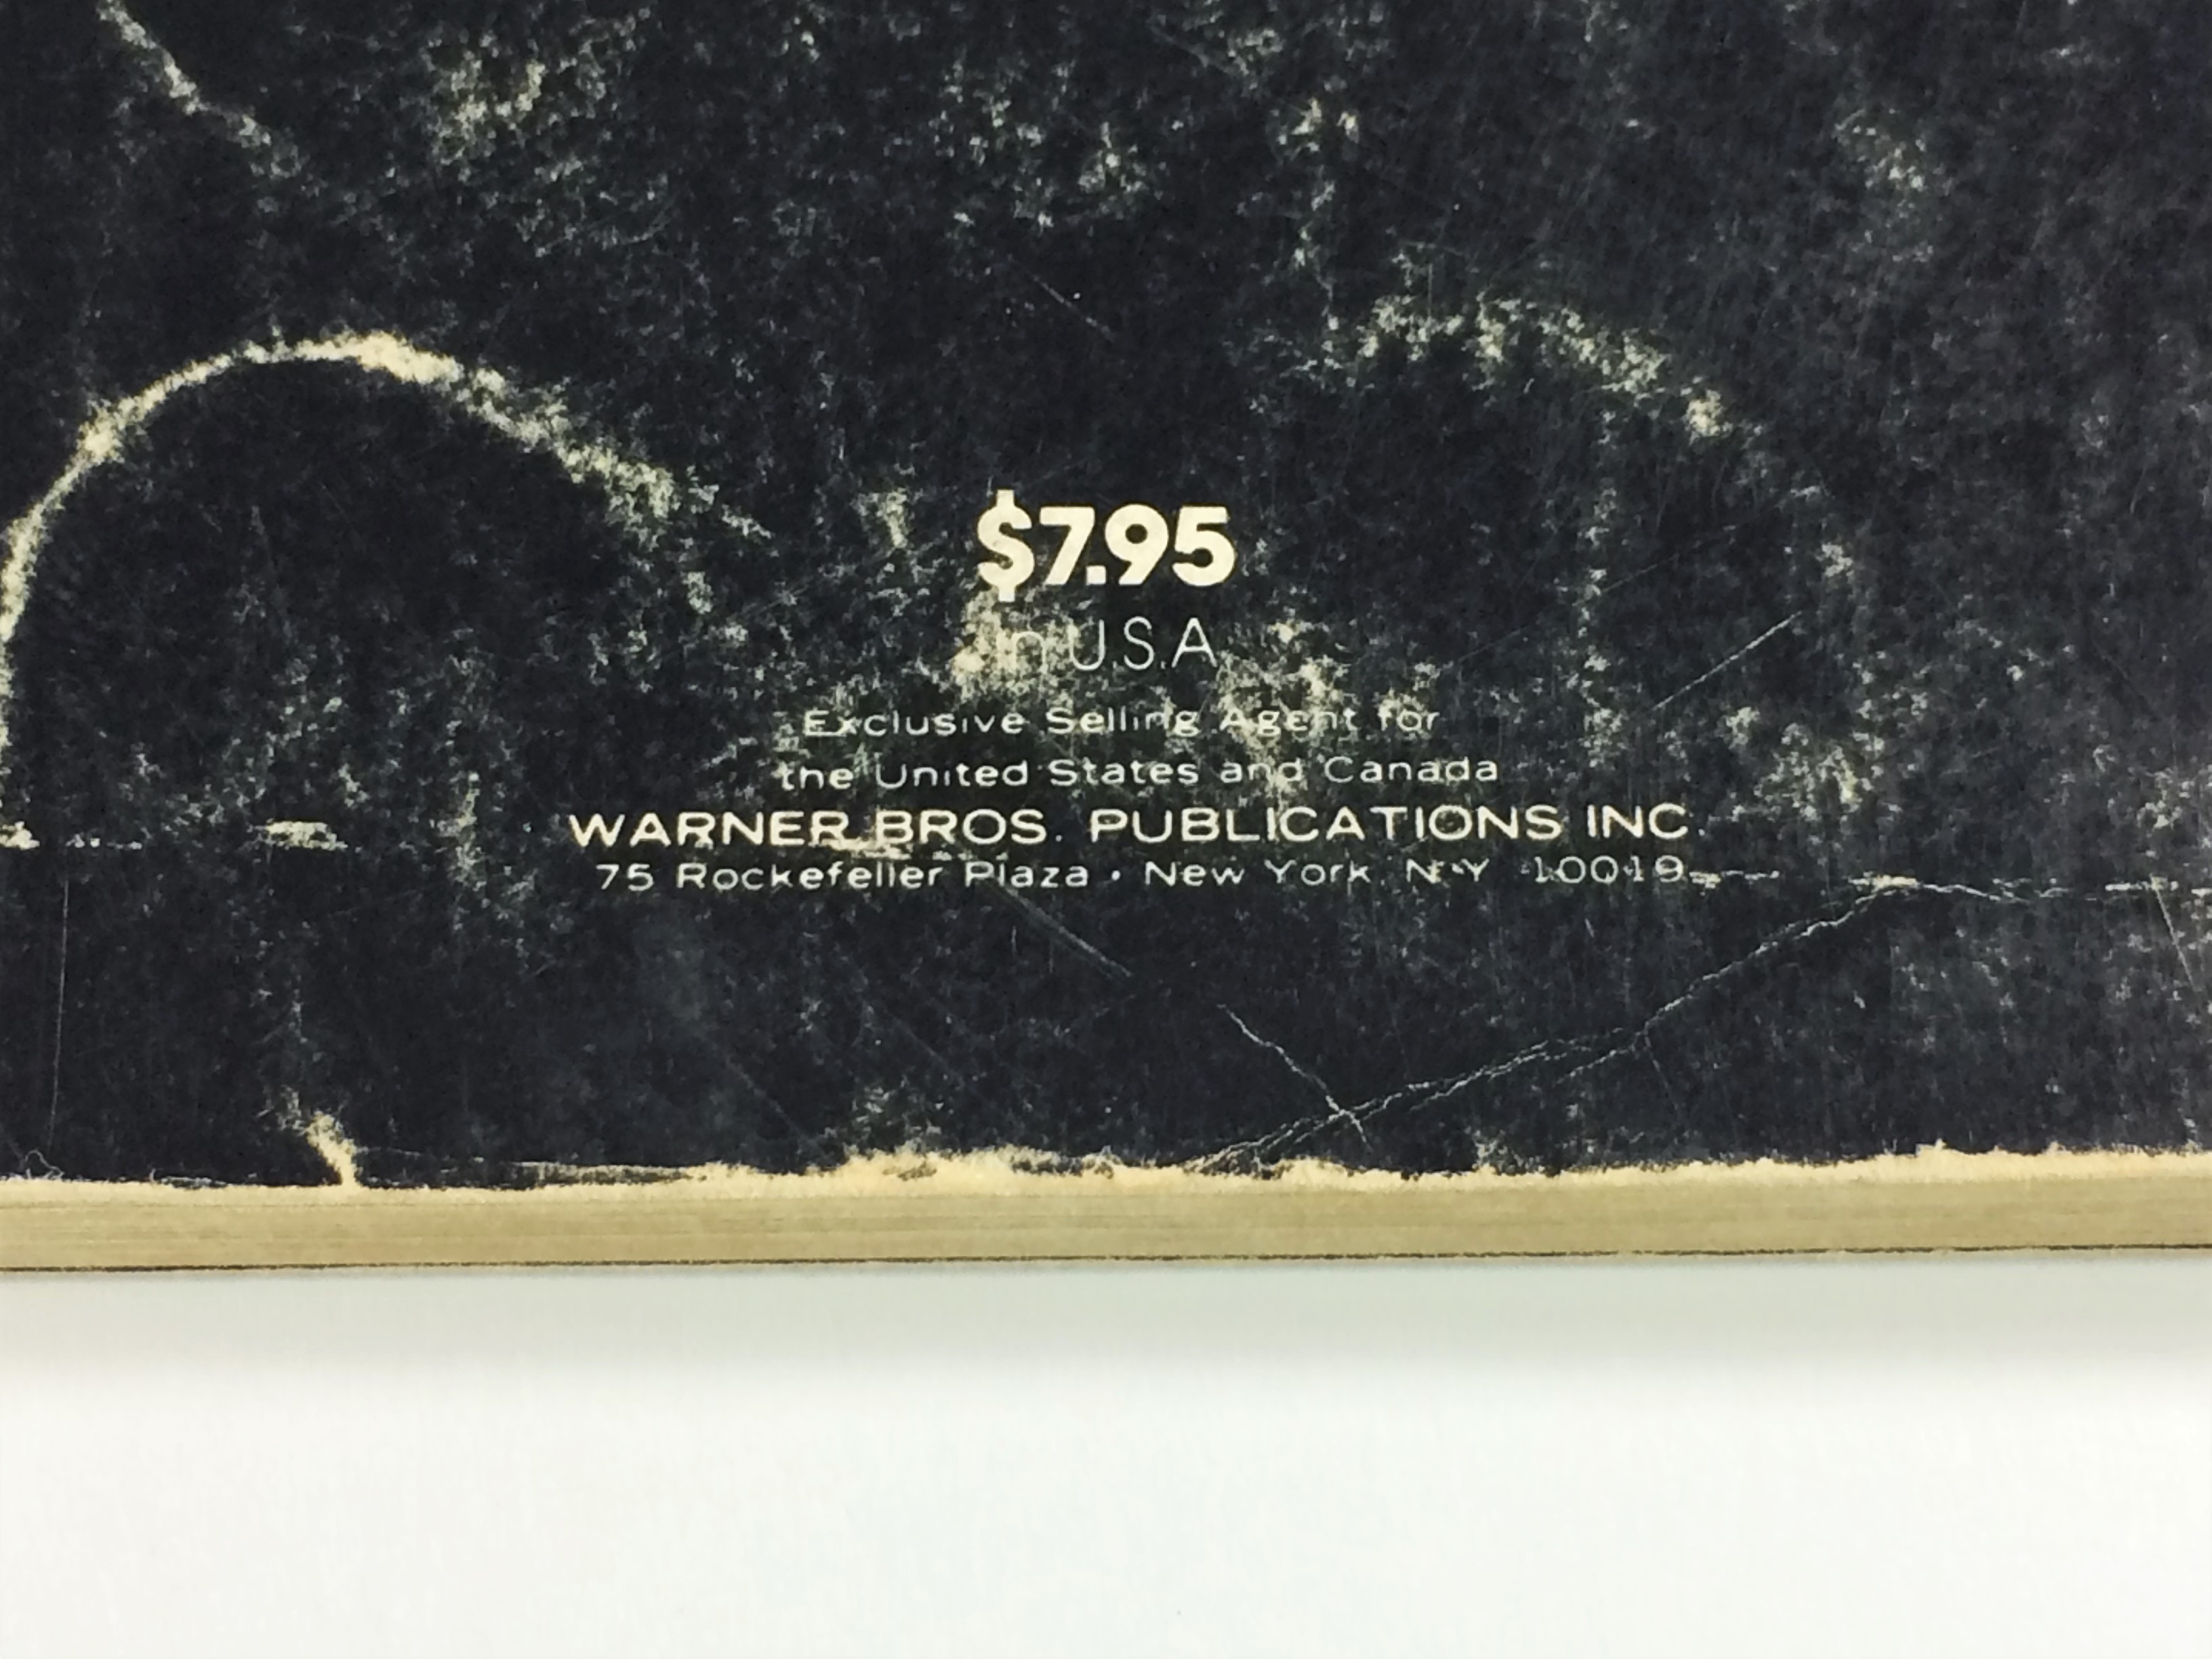 $7.95
in U.S.A
Exclusive Selling Agent for
the United States and Canada
WARNER BROS. PUBLICATIONS INC.
75 Rockefeller Plaza • New York, N.Y. 10019